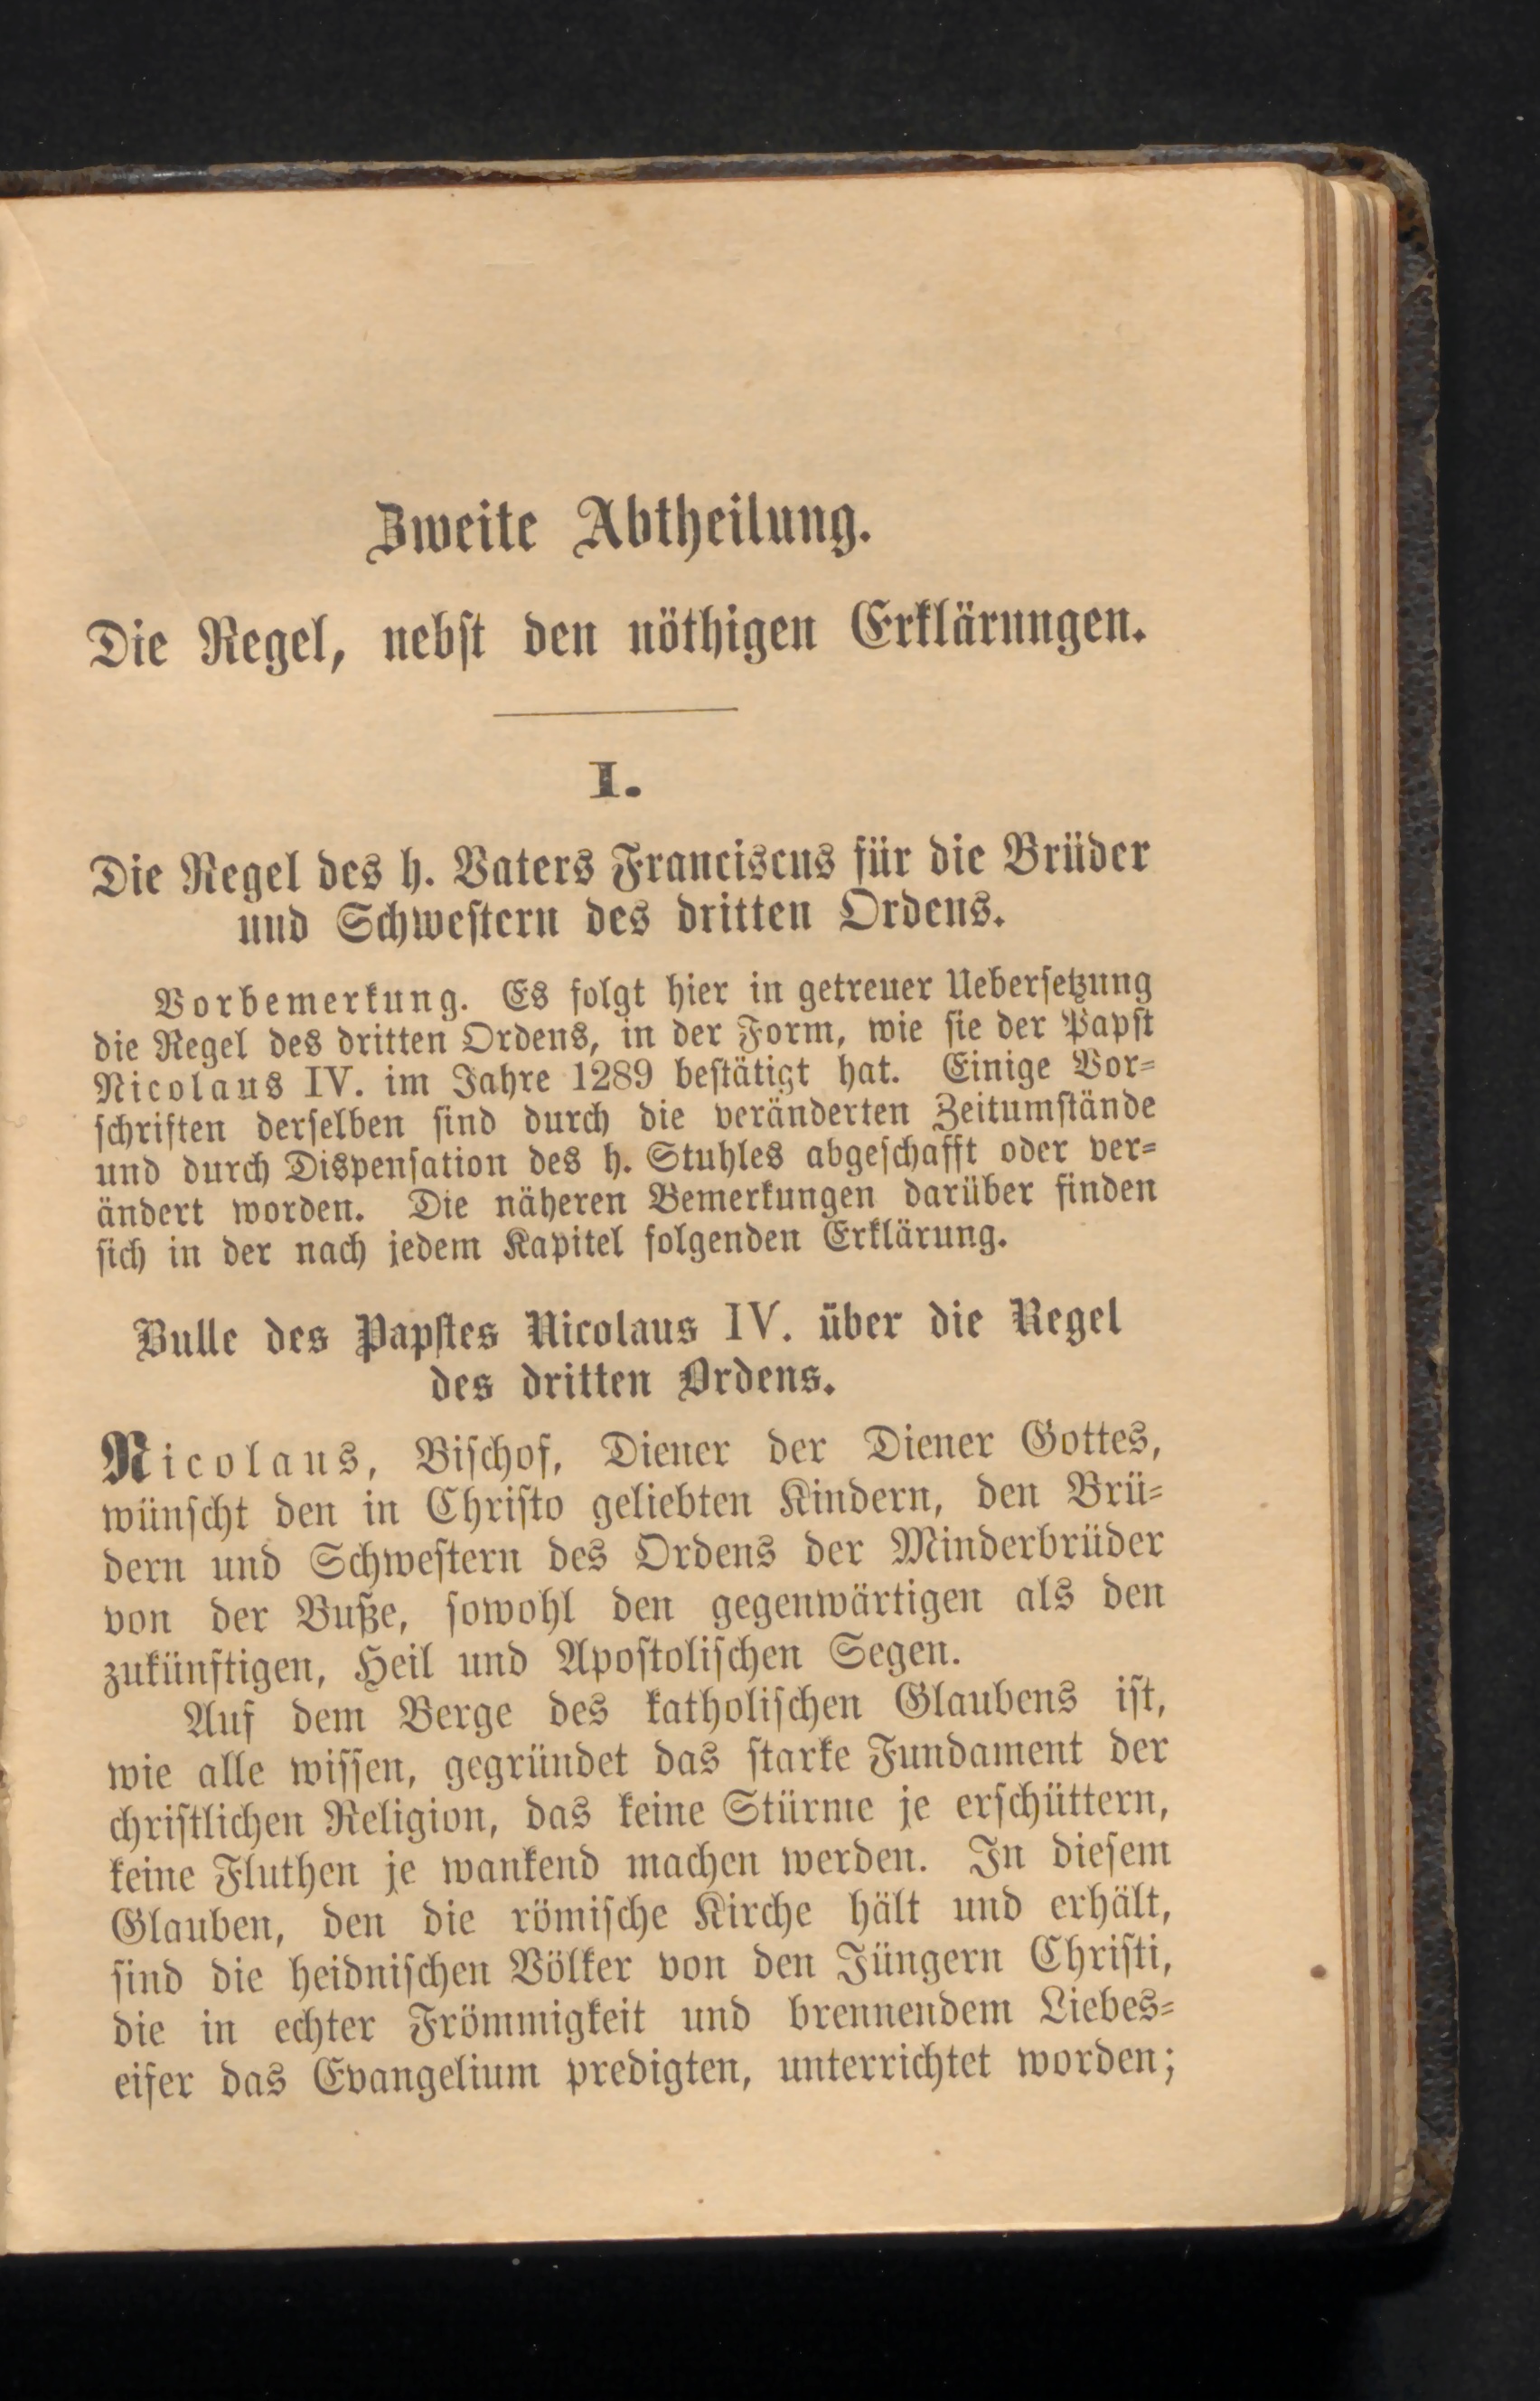 Zweite Abtheilung.
Die Regel, nebst den nöthigen Erklärungen.
I.
Die Regel des h. Vaters Franciscus für die Brüder
und Schwestern des dritten Ordens.
Vorbemerkung. Es folgt hier in getreuer Uebersetzung
die Regel des dritten Ordens, in der Form, wie sie der Papst
Nicolaus IV. im Jahre 1289 bestätigt hat. Einige Vor=
schriften derselben sind durch die veränderten Zeitumstände
und durch Dispensation des h. Stuhles abgeschafft oder ver=
ändert worden. Die näheren Bemerkungen darüber finden
sich in der nach jedem Kapitel folgenden Erklärung.
Bulle des Papstes Nicolaus IV. über die Regel
des dritten Ordens.
Nicolaus, Bischof, Diener der Diener Gottes,
wünscht den in Christo geliebten Kindern, den Brü=
dern und Schwestern des Ordens der Minderbrüder
von der Buße, sowohl den gegenwärtigen als den
zukünftigen, Heil und Apostolischen Segen.
Auf dem Berge des katholischen Glaubens ist,
wie alle wissen, gegründet das starke Fundament der
christlichen Religion, das keine Stürme je erschüttern,
keine Fluthen je wankend machen werden. In diesem
Glauben, den die römische Kirche hält und erhält,
sind die heidnischen Völker von den Jüngern Christi,
die in echter Frömmigkeit und brennendem Liebes=
eifer das Evangelium predigten, unterrichtet worden;